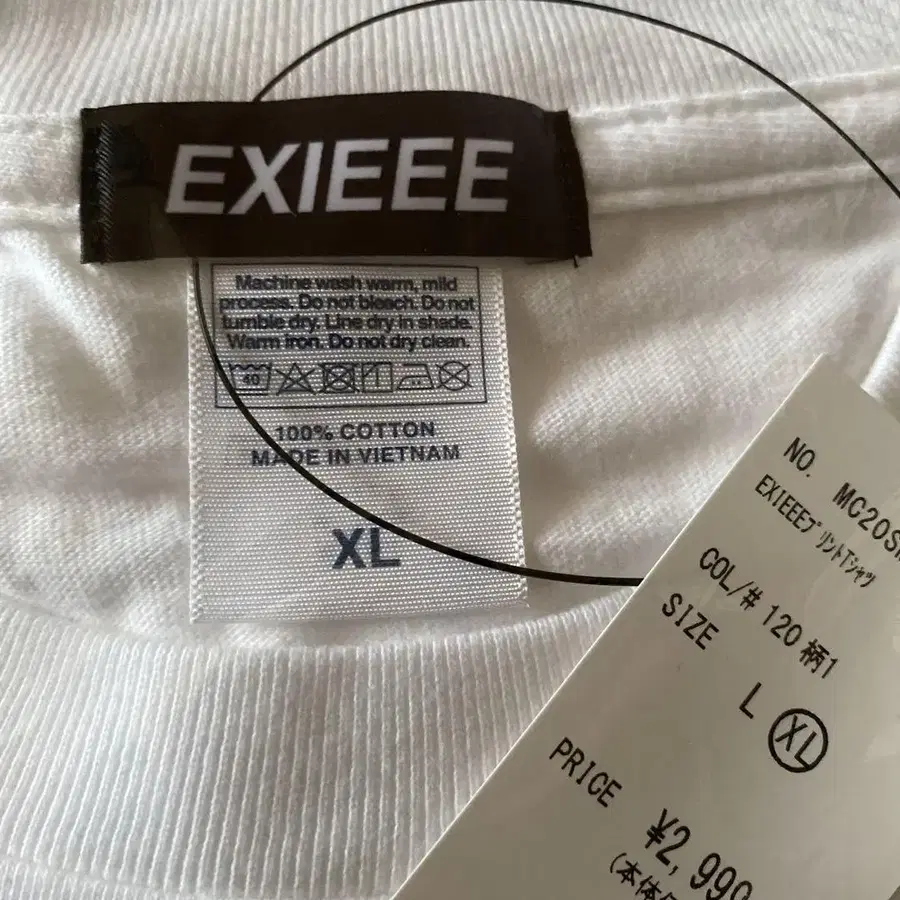 EXIEEE
Machine wash warm, mild
process. Do not bleach. Do not
tumble dry. Line dry in shade.
Warm iron. Do not dry clean.
40
100% COTTON
MADE IN VIETNAM
XL
NO. MC20S
EXIEEEプリントTシャツ
COL/# 120 柄1
SIZE
L XL
PRICE
¥2,999
(本体